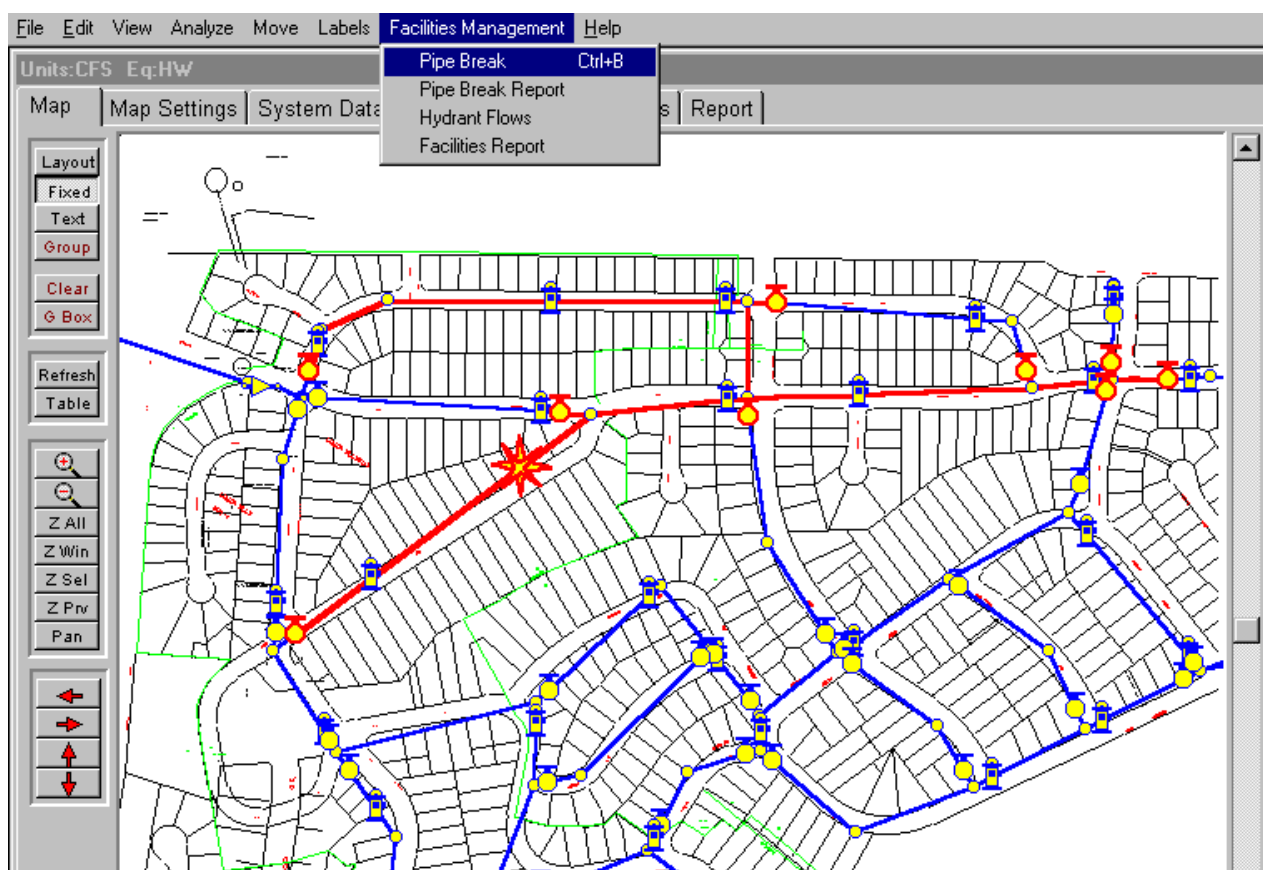 File Edit View Analyze Move Labels Facilities Management Help
Pipe Break Ctrl+B
Pipe Break Report
Hydrant Flows
Facilities Report
Units:CFS Eq:HW
Map Map Settings System Data s Report
Layout
Fixed
Text
Group
Clear
G Box
Refresh
Table
Z All
Z Win
Z Sel
Z Prv
Pan